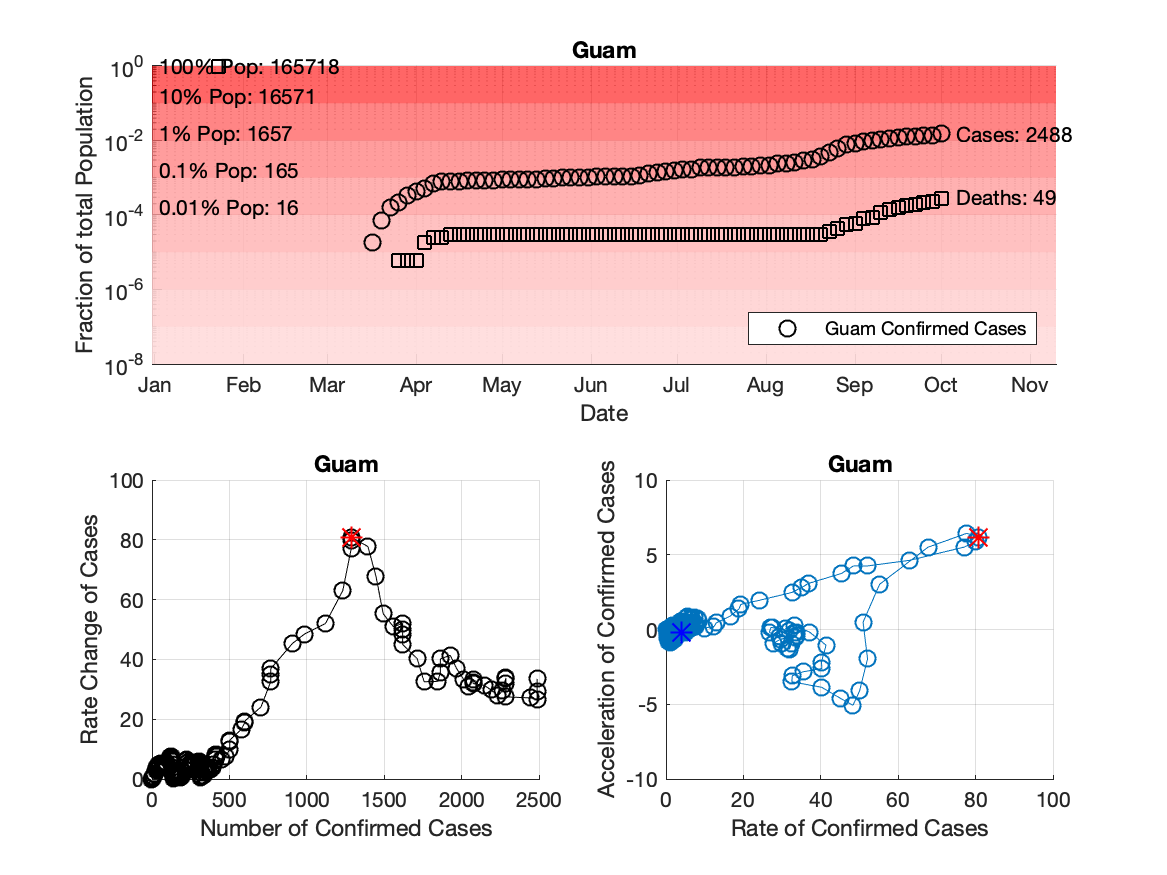 Guam
Fraction of total Population
10^0
10^-2
10^-4
10^-6
10^-8
100% Pop: 165718
10% Pop: 16571
1% Pop: 1657
0.1% Pop: 165
0.01% Pop: 16
Cases: 2488
Deaths: 49
Guam Confirmed Cases
Jan Feb Mar Apr May Jun Jul Aug Sep Oct Nov
Date
Guam
Rate Change of Cases
100
80
60
40
20
0
0 500 1000 1500 2000 2500
Number of Confirmed Cases
Guam
Acceleration of Confirmed Cases
10
5
0
-5
-10
0 20 40 60 80 100
Rate of Confirmed Cases